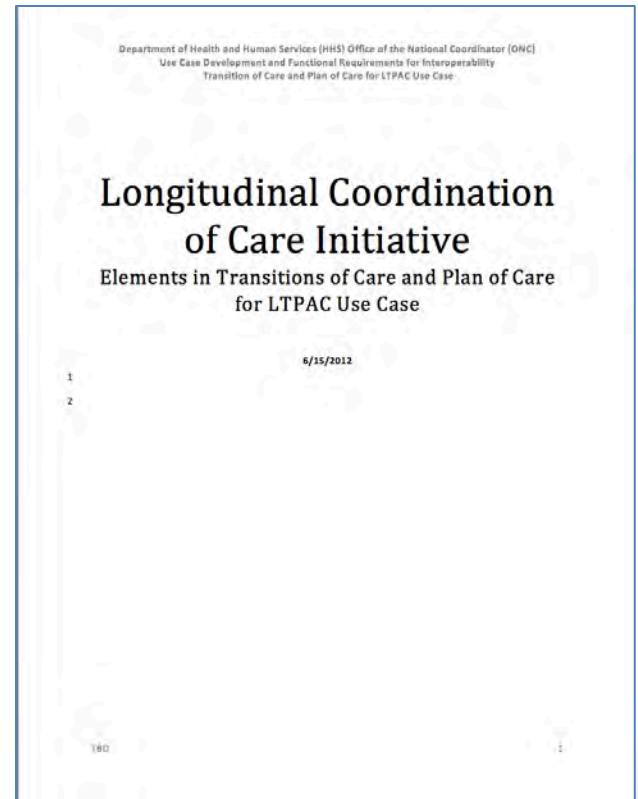 Department of Health and Human Services (HHS) Office of the National Coordinator (ONC)
Use Case Development and Functional Requirements for Interoperability
Transition of Care and Plan of Care for LTPAC Use Case
Longitudinal Coordination
of Care Initiative
Elements in Transitions of Care and Plan of Care
for LTPAC Use Case
6/15/2012
1
2
1